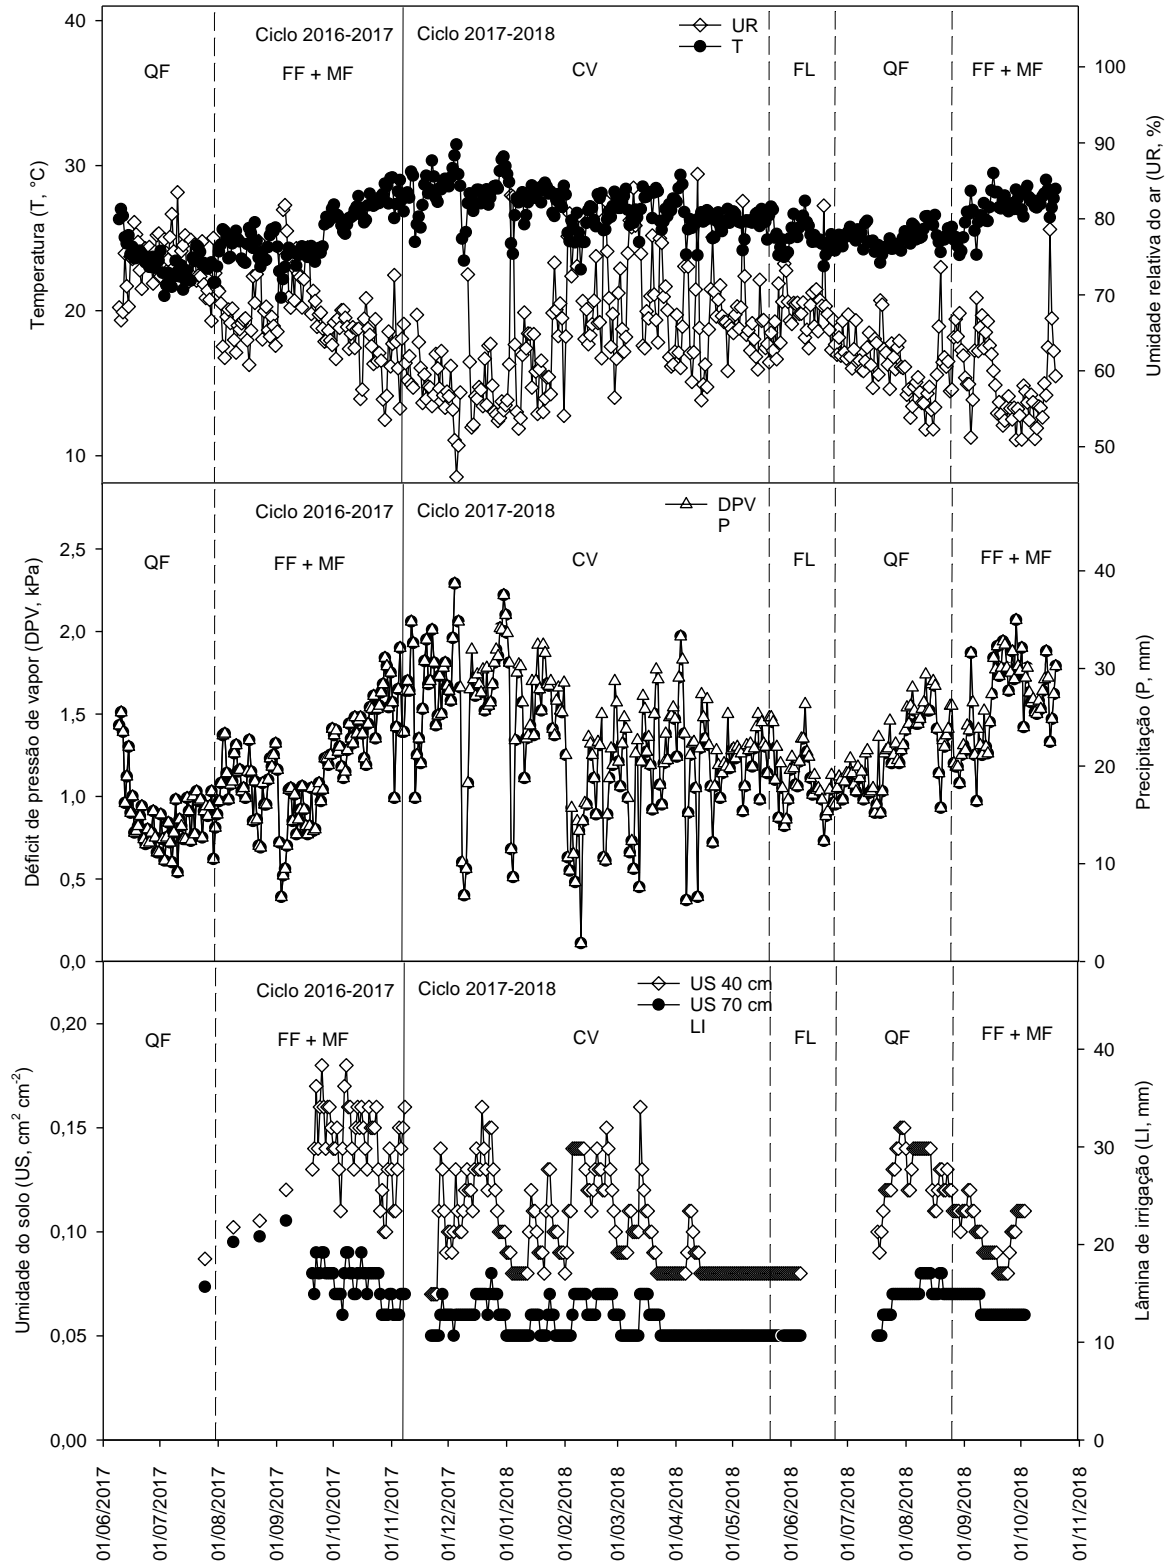 Ciclo 2016-2017
Ciclo 2017-2018
UR
T
QF
FF + MF
CV
FL
QF
FF + MF
40
30
20
10
Temperatura (T, °C)
100
90
80
70
60
50
Umidade relativa do ar (UR, %)
Ciclo 2016-2017
Ciclo 2017-2018
DPV
P
QF
FF + MF
CV
FL
QF
FF + MF
2,5
2,0
1,5
1,0
0,5
0,0
Déficit de pressão de vapor (DPV, kPa)
40
30
20
10
0
Precipitação (P, mm)
Ciclo 2016-2017
Ciclo 2017-2018
US 40 cm
US 70 cm
LI
QF
FF + MF
CV
FL
QF
FF + MF
0,20
0,15
0,10
0,05
0,00
Umidade do solo (US, cm² cm-²)
40
30
20
10
0
Lâmina de irrigação (LI, mm)
01/06/2017
01/07/2017
01/08/2017
01/09/2017
01/10/2017
01/11/2017
01/12/2017
01/01/2018
01/02/2018
01/03/2018
01/04/2018
01/05/2018
01/06/2018
01/07/2018
01/08/2018
01/09/2018
01/10/2018
01/11/2018